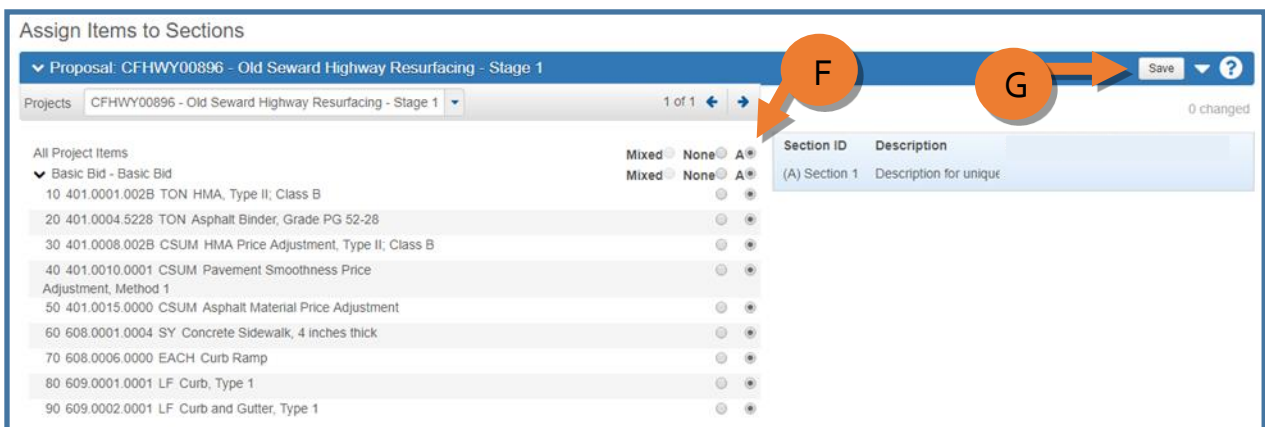 Assign Items to Sections
Proposal: CFHWY00896 - Old Seward Highway Resurfacing - Stage 1
F
G
Save
?
Projects
CFHWY00896 - Old Seward Highway Resurfacing - Stage 1
1 of 1
0 changed
All Project Items Mixed None A
Basic Bid - Basic Bid Mixed None A
10 401.0001.002B TON HMA, Type II; Class B
20 401.0004.5228 TON Asphalt Binder, Grade PG 52-28
30 401.0008.002B CSUM HMA Price Adjustment, Type II; Class B
40 401.0010.0001 CSUM Pavement Smoothness Price
Adjustment, Method 1
50 401.0015.0000 CSUM Asphalt Material Price Adjustment
60 608.0001.0004 SY Concrete Sidewalk, 4 inches thick
70 608.0006.0000 EACH Curb Ramp
80 609.0001.0001 LF Curb, Type 1
90 609.0002.0001 LF Curb and Gutter, Type 1
Section ID Description
(A) Section 1 Description for unique